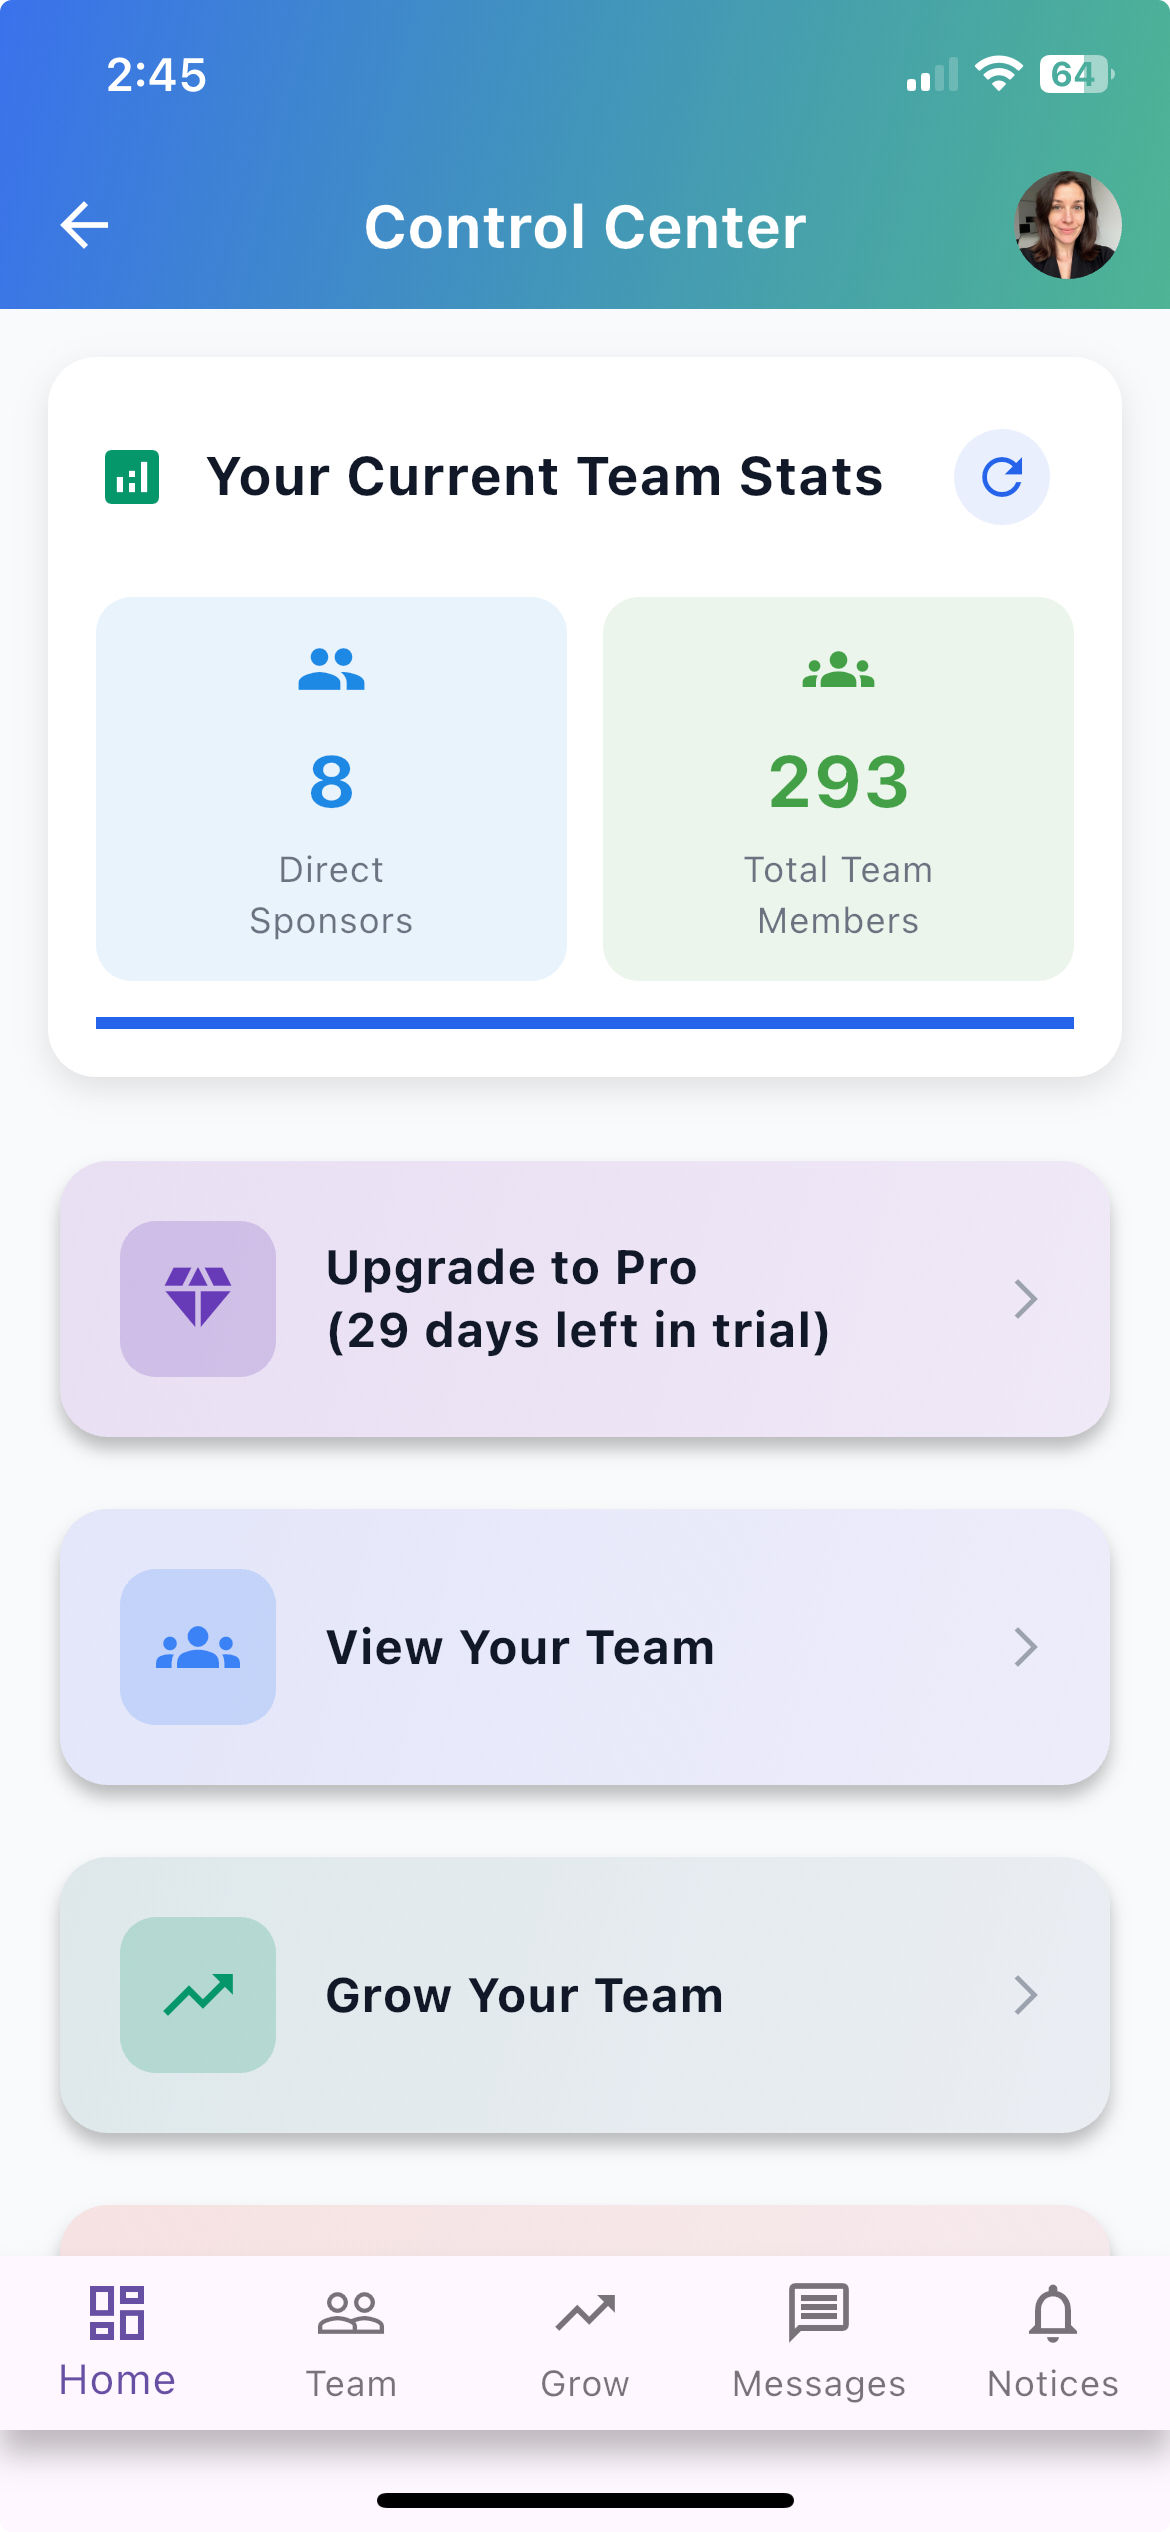 2:45
64
Control Center
Your Current Team Stats
8
Direct
Sponsors
293
Total Team
Members
Upgrade to Pro
(29 days left in trial)
View Your Team
Grow Your Team
Home
Team
Grow
Messages
Notices